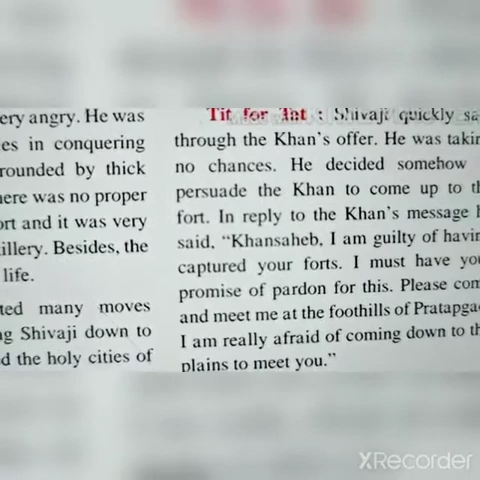 ery angry. He was
es in conquering
rounded by thick
ere was no proper
ort and it was very
illery. Besides, the
life.
ted many moves
ng Shivaji down to
d the holy cities of
Tit for Tat : Shivaji quickly sa
through the Khan's offer. He was takin
no chances. He decided somehow
persuade the Khan to come up to th
fort. In reply to the Khan's message h
said, "Khansaheb, I am guilty of havin
captured your forts. I must have you
promise of pardon for this. Please com
and meet me at the foothills of Pratapga
I am really afraid of coming down to th
plains to meet you."
XRecorder